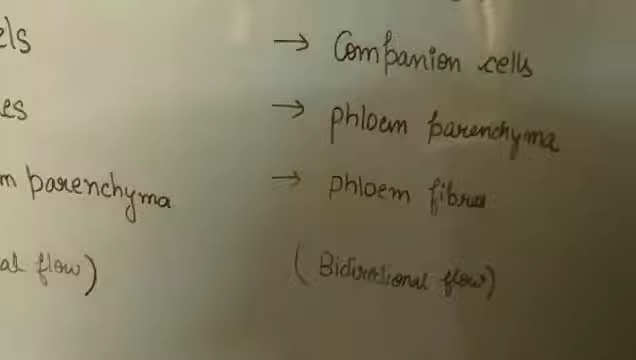 els → Companion cells
es → phloem parenchyma
m parenchyma → phloem fibres
al flow) (Bidirectional flow)